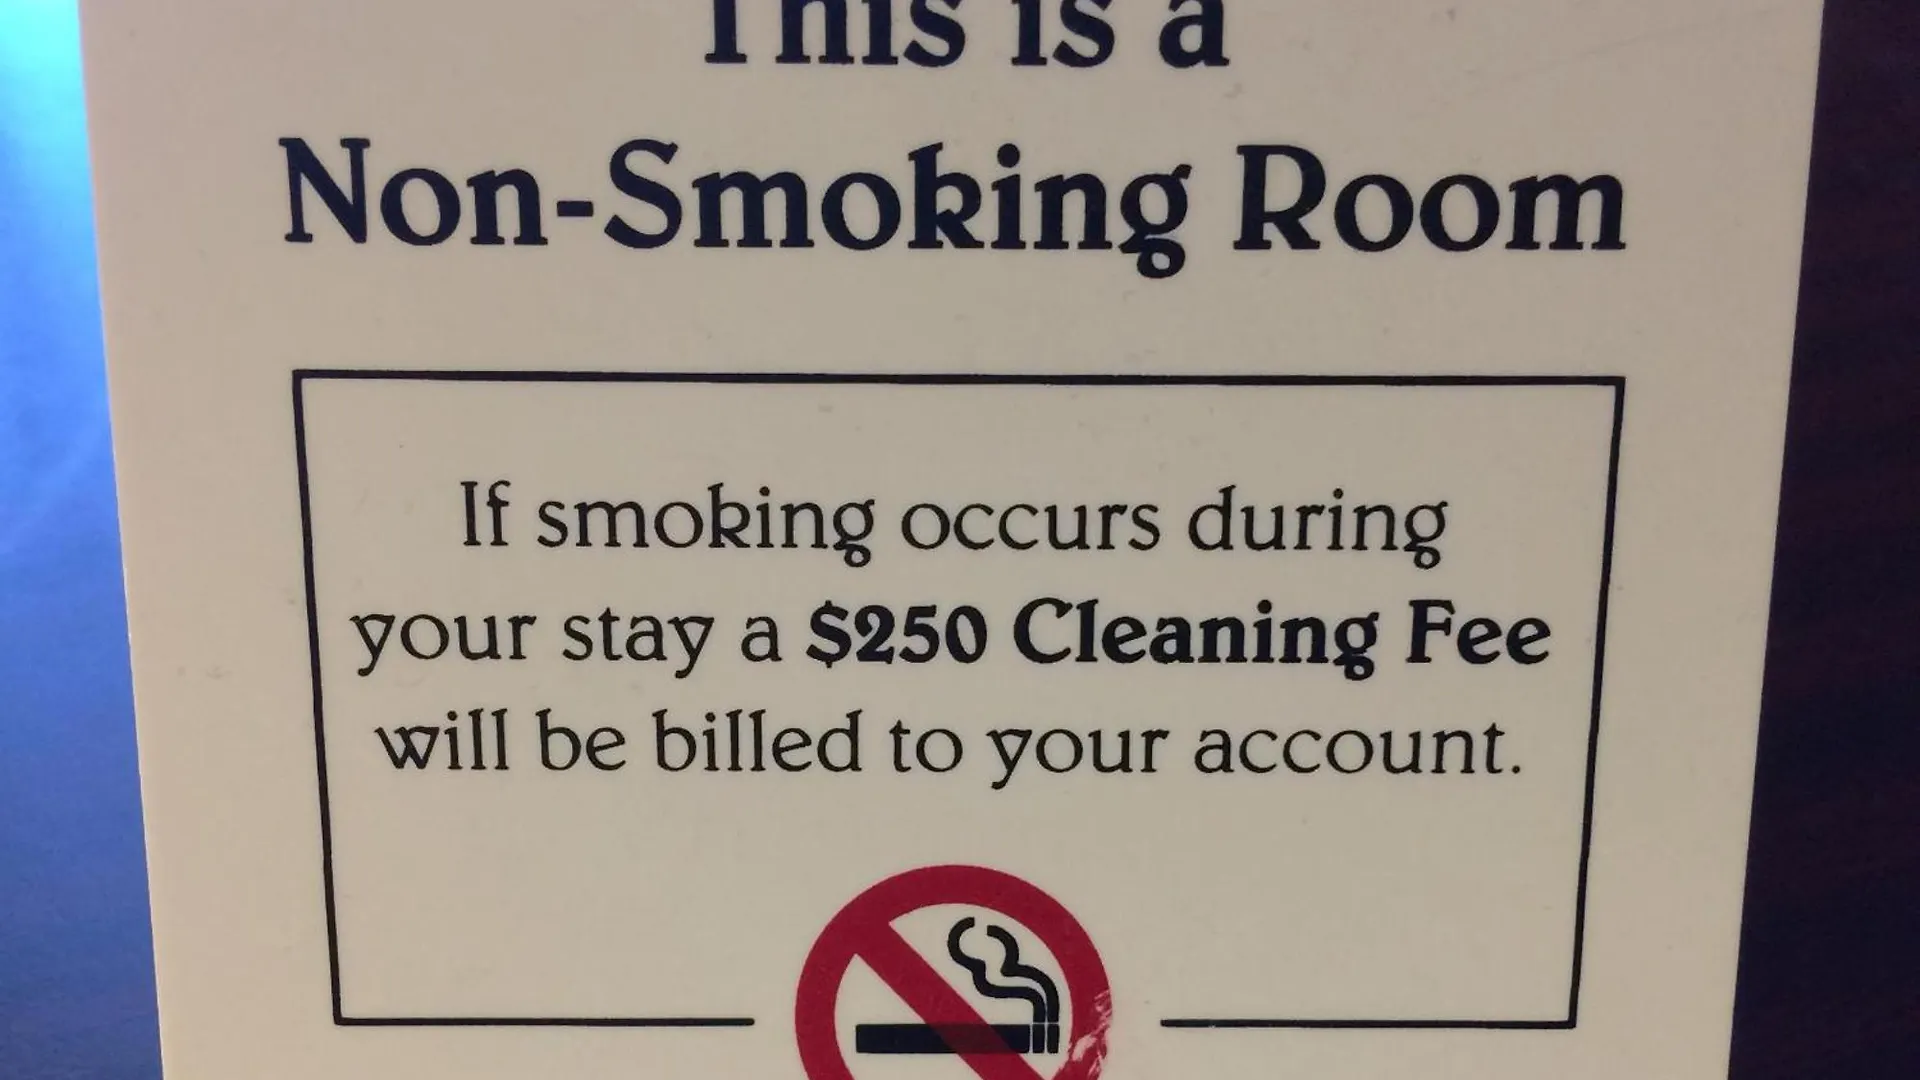 This is a
Non-Smoking Room
If smoking occurs during
your stay a $250 Cleaning Fee
will be billed to your account.